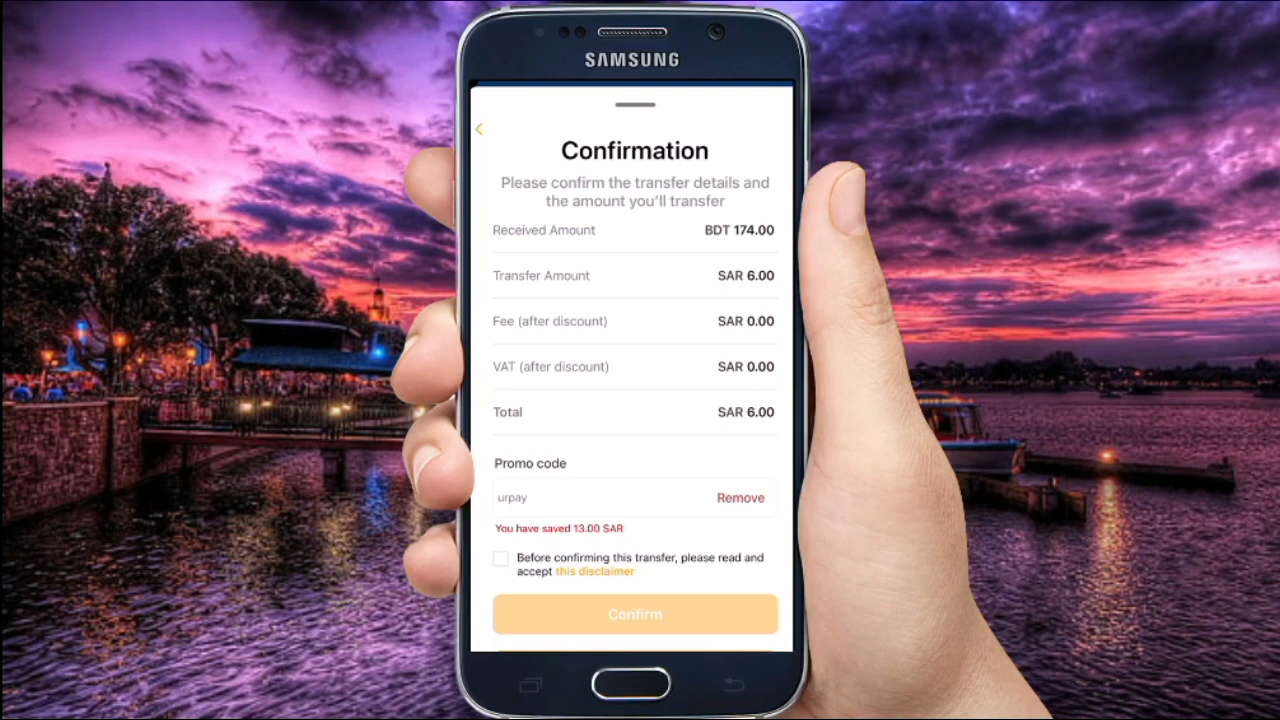 SAMSUNG
Confirmation
Please confirm the transfer details and
the amount you'll transfer
Received Amount BDT 174.00
Transfer Amount SAR 6.00
Fee (after discount) SAR 0.00
VAT (after discount) SAR 0.00
Total SAR 6.00
Promo code
urpay Remove
You have saved 13.00 SAR
Before confirming this transfer, please read and
accept this disclaimer
Confirm